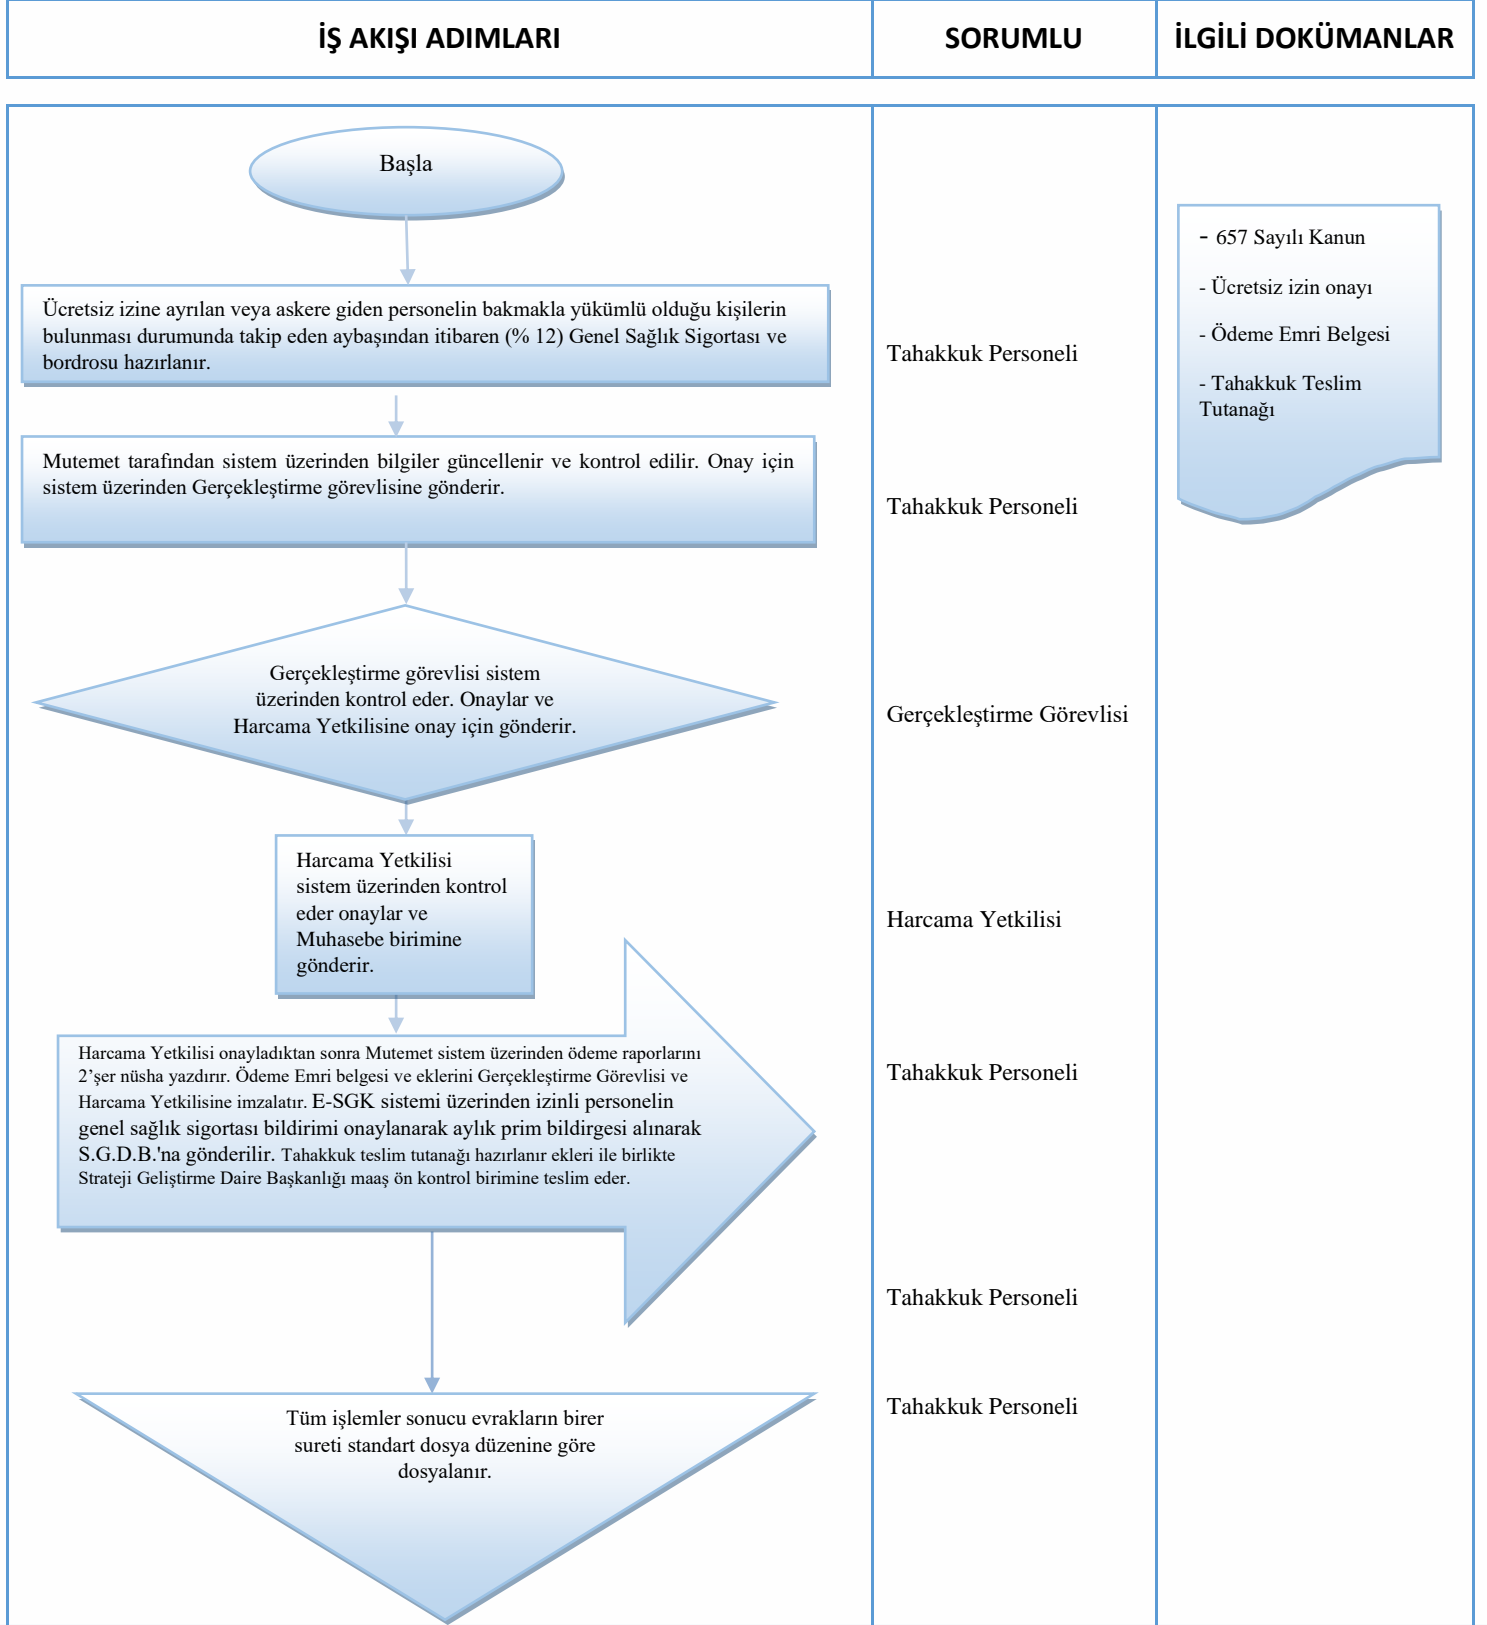 İŞ AKIŞI ADIMLARI
SORUMLU
İLGİLİ DOKÜMANLAR
Başla
Ücretsiz izine ayrılan veya askere giden personelin bakmakla yükümlü olduğu kişilerin
bulunması durumunda takip eden aybaşından itibaren (% 12) Genel Sağlık Sigortası ve
bordrosu hazırlanır.
Mutemet tarafından sistem üzerinden bilgiler güncellenir ve kontrol edilir. Onay için
sistem üzerinden Gerçekleştirme görevlisine gönderir.
Gerçekleştirme görevlisi sistem
üzerinden kontrol eder. Onaylar ve
Harcama Yetkilisine onay için gönderir.
Harcama Yetkilisi
sistem üzerinden kontrol
eder onaylar ve
Muhasebe birimine
gönderir.
Harcama Yetkilisi onayladıktan sonra Mutemet sistem üzerinden ödeme raporlarını
2’şer nüsha yazdırır. Ödeme Emri belgesi ve eklerini Gerçekleştirme Görevlisi ve
Harcama Yetkilisine imzalatır. E-SGK sistemi üzerinden izinli personelin
genel sağlık sigortası bildirimi onaylanarak aylık prim bildirgesi alınarak
S.G.D.B.'na gönderilir. Tahakkuk teslim tutanağı hazırlanır ekleri ile birlikte
Strateji Geliştirme Daire Başkanlığı maaş ön kontrol birimine teslim eder.
Tüm işlemler sonucu evrakların birer
sureti standart dosya düzenine göre
dosyalanır.
Tahakkuk Personeli
Tahakkuk Personeli
Gerçekleştirme Görevlisi
Harcama Yetkilisi
Tahakkuk Personeli
Tahakkuk Personeli
Tahakkuk Personeli
- 657 Sayılı Kanun
- Ücretsiz izin onayı
- Ödeme Emri Belgesi
- Tahakkuk Teslim
Tutanağı